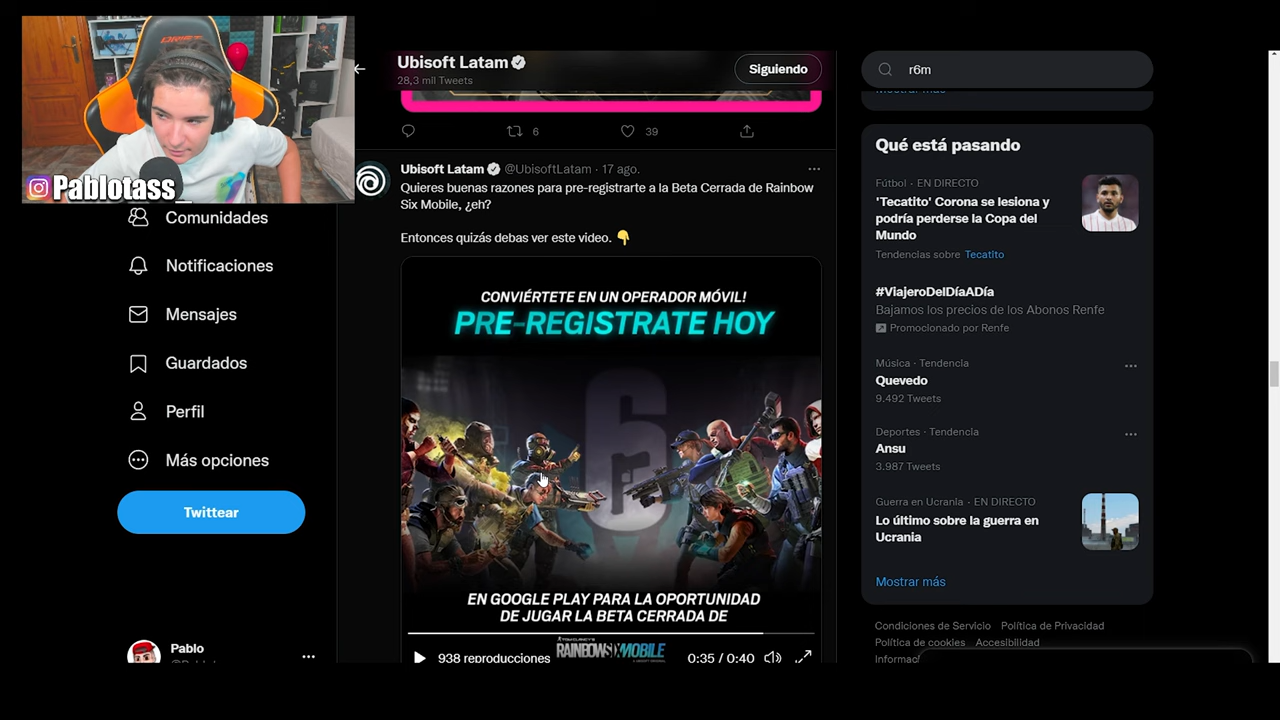 Pablotass_
Comunidades
Notificaciones
Mensajes
Guardados
Perfil
Más opciones
Twittear
Pablo
Ubisoft Latam
28,3 mil Tweets
Siguiendo
6
39
Ubisoft Latam @UbisoftLatam · 17 ago.
Quieres buenas razones para pre-registrarte a la Beta Cerrada de Rainbow
Six Mobile, ¿eh?
Entonces quizás debas ver este video. 👇
CONVIÉRTETE EN UN OPERADOR MÓVIL!
PRE-REGISTRATE HOY
6
EN GOOGLE PLAY PARA LA OPORTUNIDAD
DE JUGAR LA BETA CERRADA DE
RAINBOW SIX MOBILE
938 reproducciones
0:35 / 0:40
r6m
Qué está pasando
Fútbol · EN DIRECTO
'Tecatito' Corona se lesiona y
podría perderse la Copa del
Mundo
Tendencias sobre Tecatito
#ViajeroDelDíaADía
Bajamos los precios de los Abonos Renfe
Promocionado por Renfe
Música · Tendencia
Quevedo
9.492 Tweets
Deportes · Tendencia
Ansu
3.987 Tweets
Guerra en Ucrania · EN DIRECTO
Lo último sobre la guerra en
Ucrania
Mostrar más
Condiciones de Servicio Política de Privacidad
Política de cookies Accesibilidad